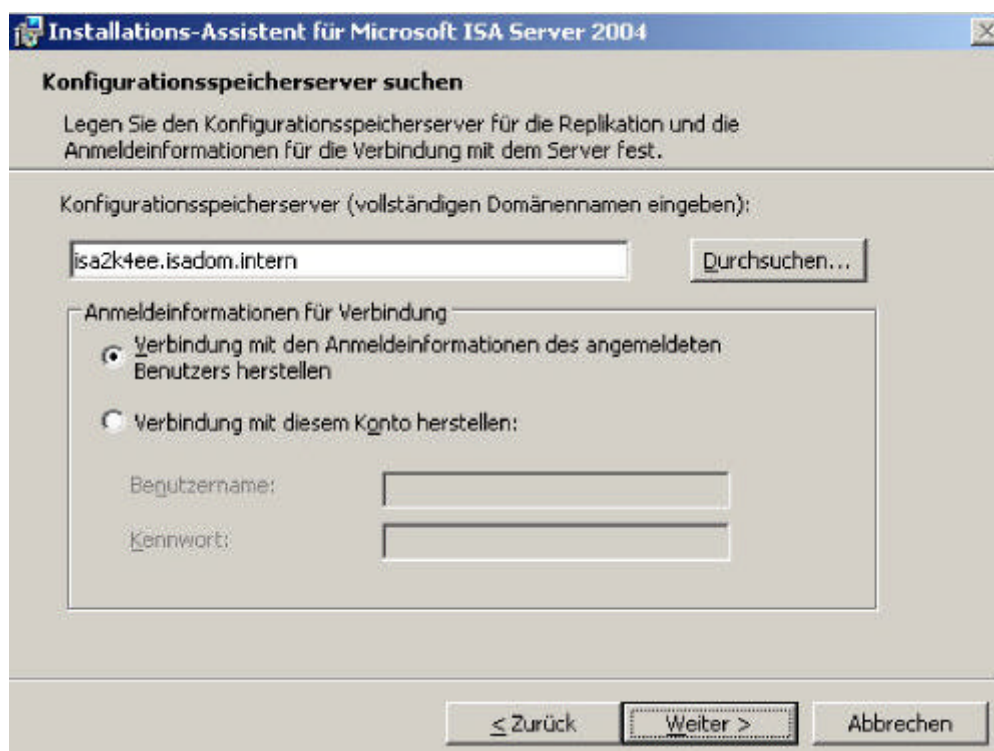 Installations-Assistent für Microsoft ISA Server 2004
Konfigurationsspeicherserver suchen
Legen Sie den Konfigurationsspeicherserver für die Replikation und die
Anmeldeinformationen für die Verbindung mit dem Server fest.
Konfigurationsspeicherserver (vollständigen Domänennamen eingeben):
isa2k4ee.isadom.intern
Durchsuchen...
Anmeldeinformationen für Verbindung
Verbindung mit den Anmeldeinformationen des angemeldeten
Benutzers herstellen
Verbindung mit diesem Konto herstellen:
Benutzername:
Kennwort:
< Zurück
Weiter >
Abbrechen